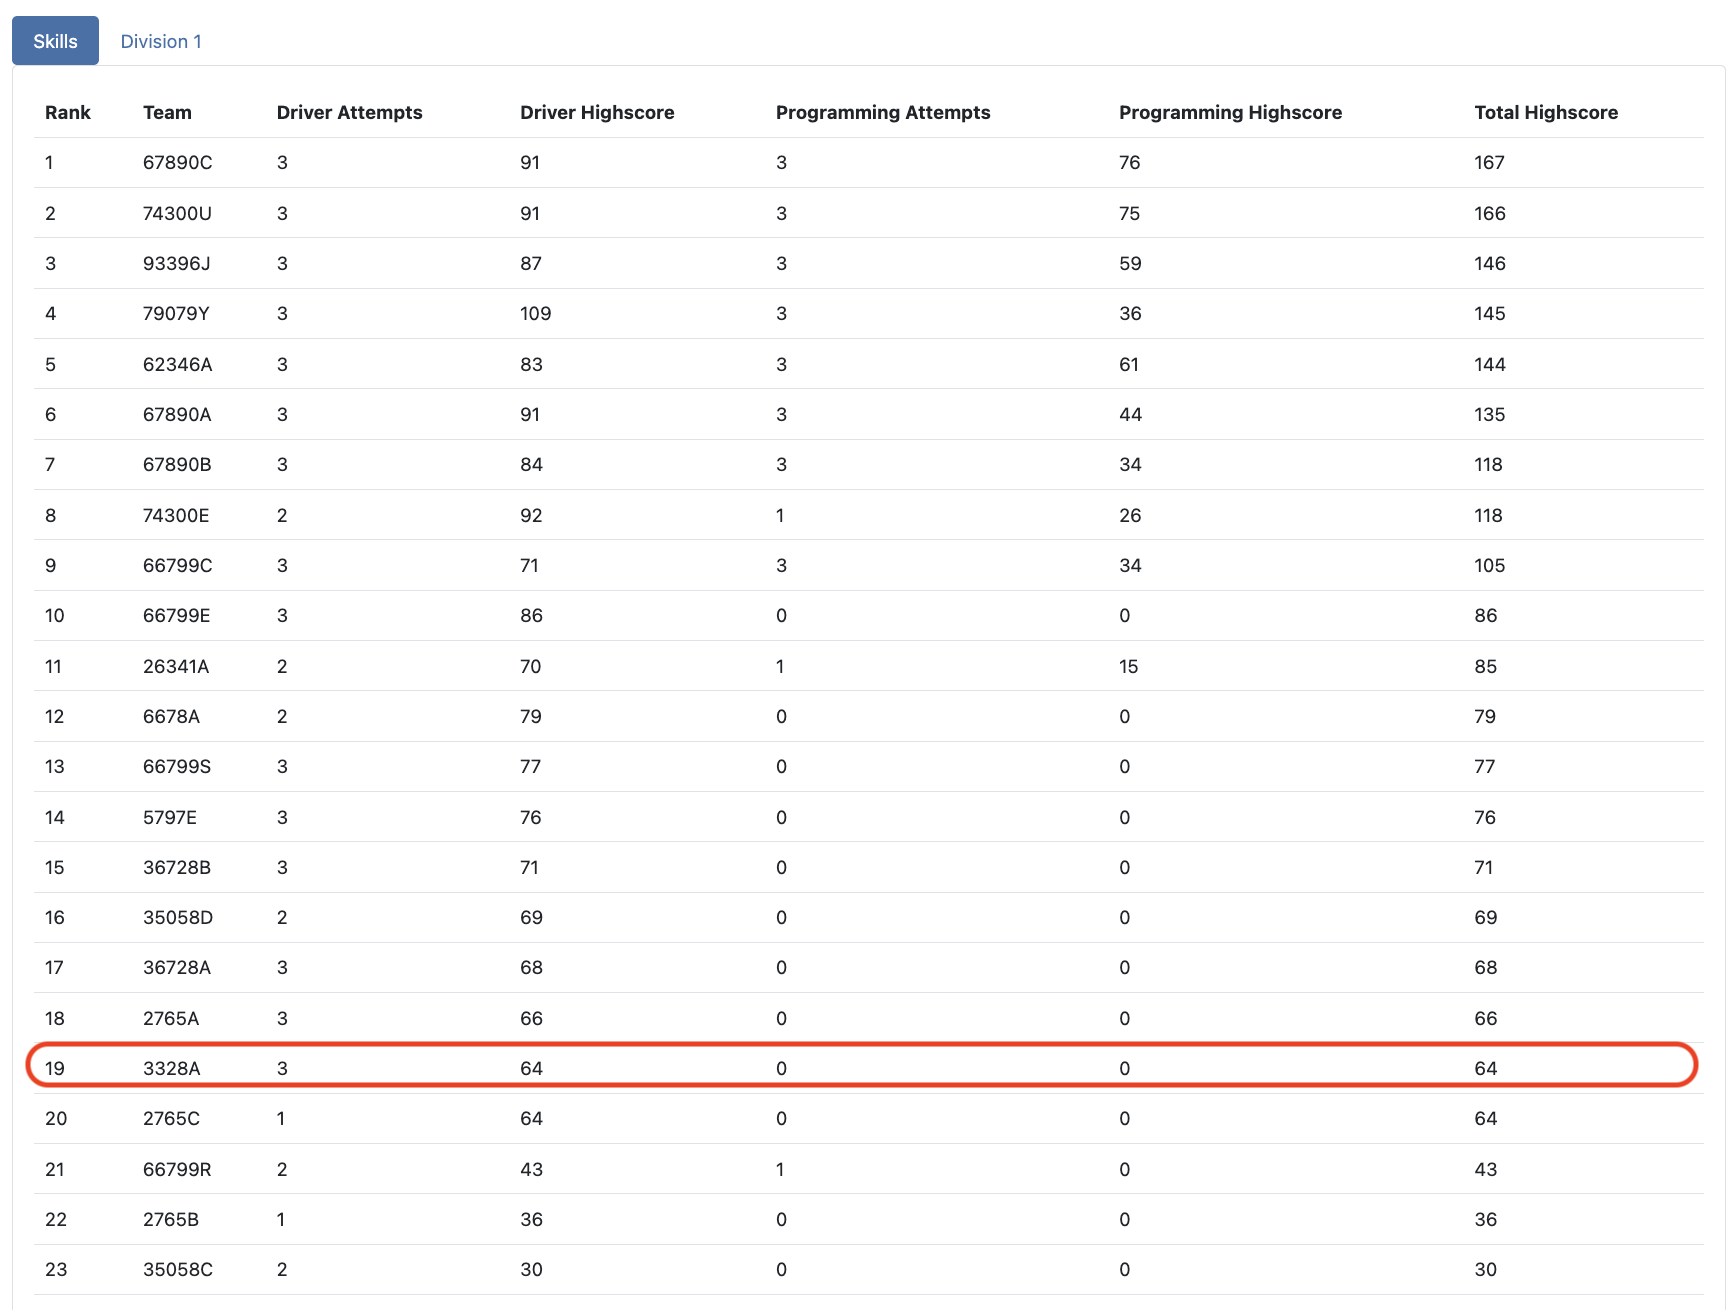 Skills Division 1
Rank Team Driver Attempts Driver Highscore Programming Attempts Programming Highscore Total Highscore
1 67890C 3 91 3 76 167
2 74300U 3 91 3 75 166
3 93396J 3 87 3 59 146
4 79079Y 3 109 3 36 145
5 62346A 3 83 3 61 144
6 67890A 3 91 3 44 135
7 67890B 3 84 3 34 118
8 74300E 2 92 1 26 118
9 66799C 3 71 3 34 105
10 66799E 3 86 0 0 86
11 26341A 2 70 1 15 85
12 6678A 2 79 0 0 79
13 66799S 3 77 0 0 77
14 5797E 3 76 0 0 76
15 36728B 3 71 0 0 71
16 35058D 2 69 0 0 69
17 36728A 3 68 0 0 68
18 2765A 3 66 0 0 66
19 3328A 3 64 0 0 64
20 2765C 1 64 0 0 64
21 66799R 2 43 1 0 43
22 2765B 1 36 0 0 36
23 35058C 2 30 0 0 30